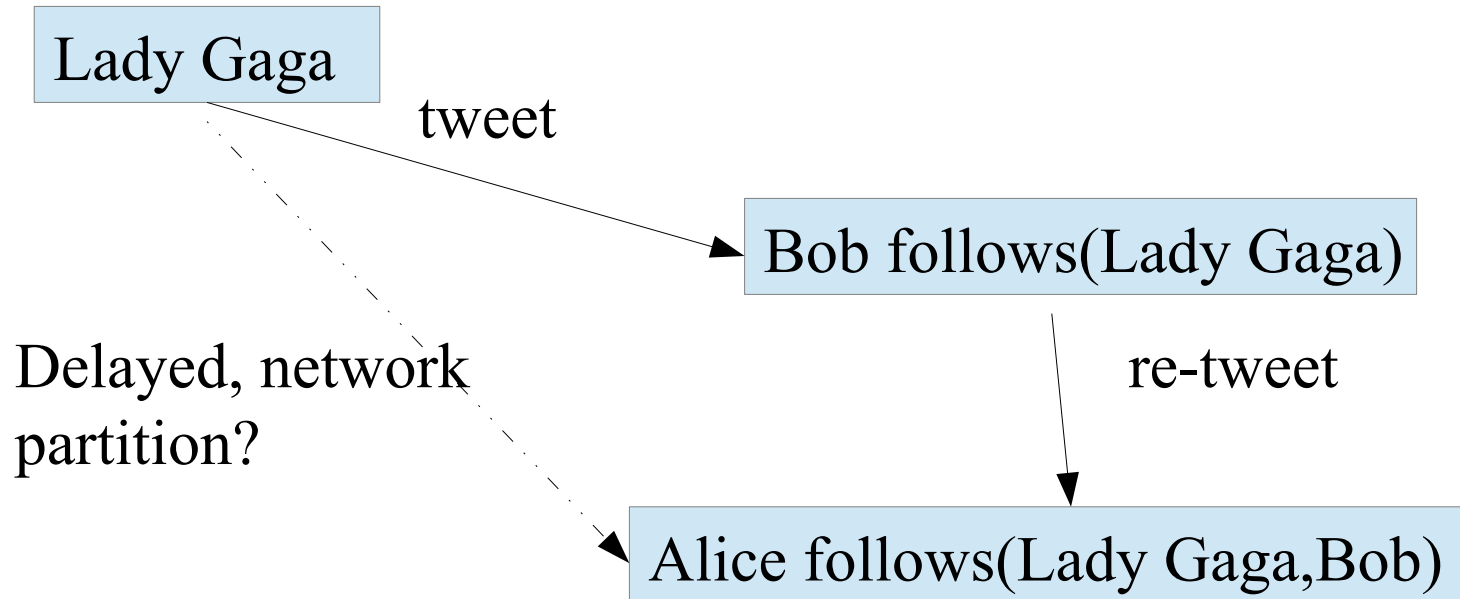 Lady Gaga
tweet
Bob follows(Lady Gaga)
Delayed, network
partition?
re-tweet
Alice follows(Lady Gaga,Bob)